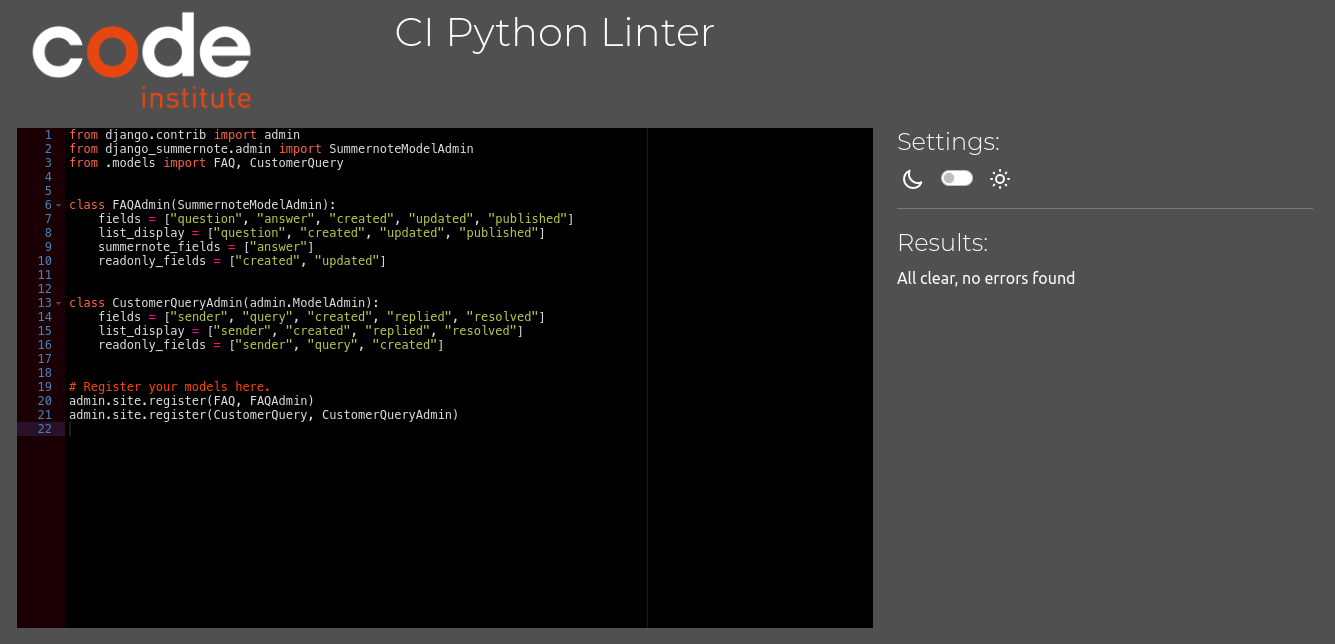 code
institute
CI Python Linter
1 from django.contrib import admin
2 from django_summernote.admin import SummernoteModelAdmin
3 from .models import FAQ, CustomerQuery
4
5
6 class FAQAdmin(SummernoteModelAdmin):
7     fields = ["question", "answer", "created", "updated", "published"]
8     list_display = ["question", "created", "updated", "published"]
9     summernote_fields = ["answer"]
10     readonly_fields = ["created", "updated"]
11
12
13 class CustomerQueryAdmin(admin.ModelAdmin):
14     fields = ["sender", "query", "created", "replied", "resolved"]
15     list_display = ["sender", "created", "replied", "resolved"]
16     readonly_fields = ["sender", "query", "created"]
17
18
19 # Register your models here.
20 admin.site.register(FAQ, FAQAdmin)
21 admin.site.register(CustomerQuery, CustomerQueryAdmin)
22
Settings:
Results:
All clear, no errors found